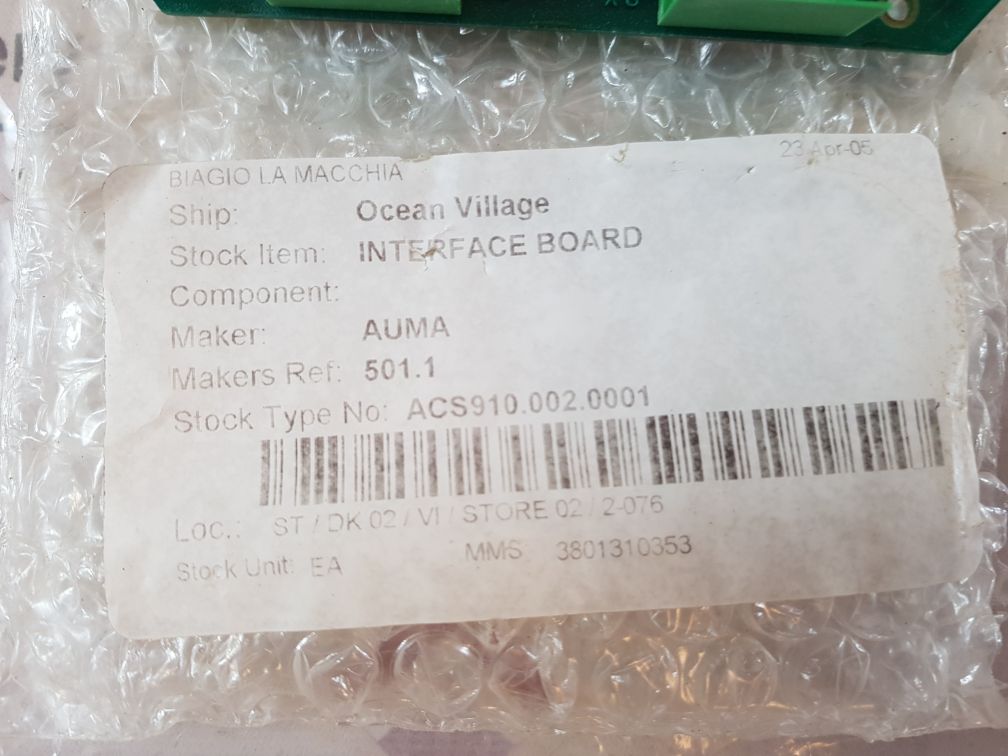 BIAGIO LA MACCHIA 23-Apr-05
Ship: Ocean Village
Stock Item: INTERFACE BOARD
Component:
Maker: AUMA
Makers Ref: 501.1
Stock Type No: ACS910.002.0001
Loc.: ST / DK 02 / VI / STORE 02 / 2-076
Stock Unit: EA MMS 3801310353